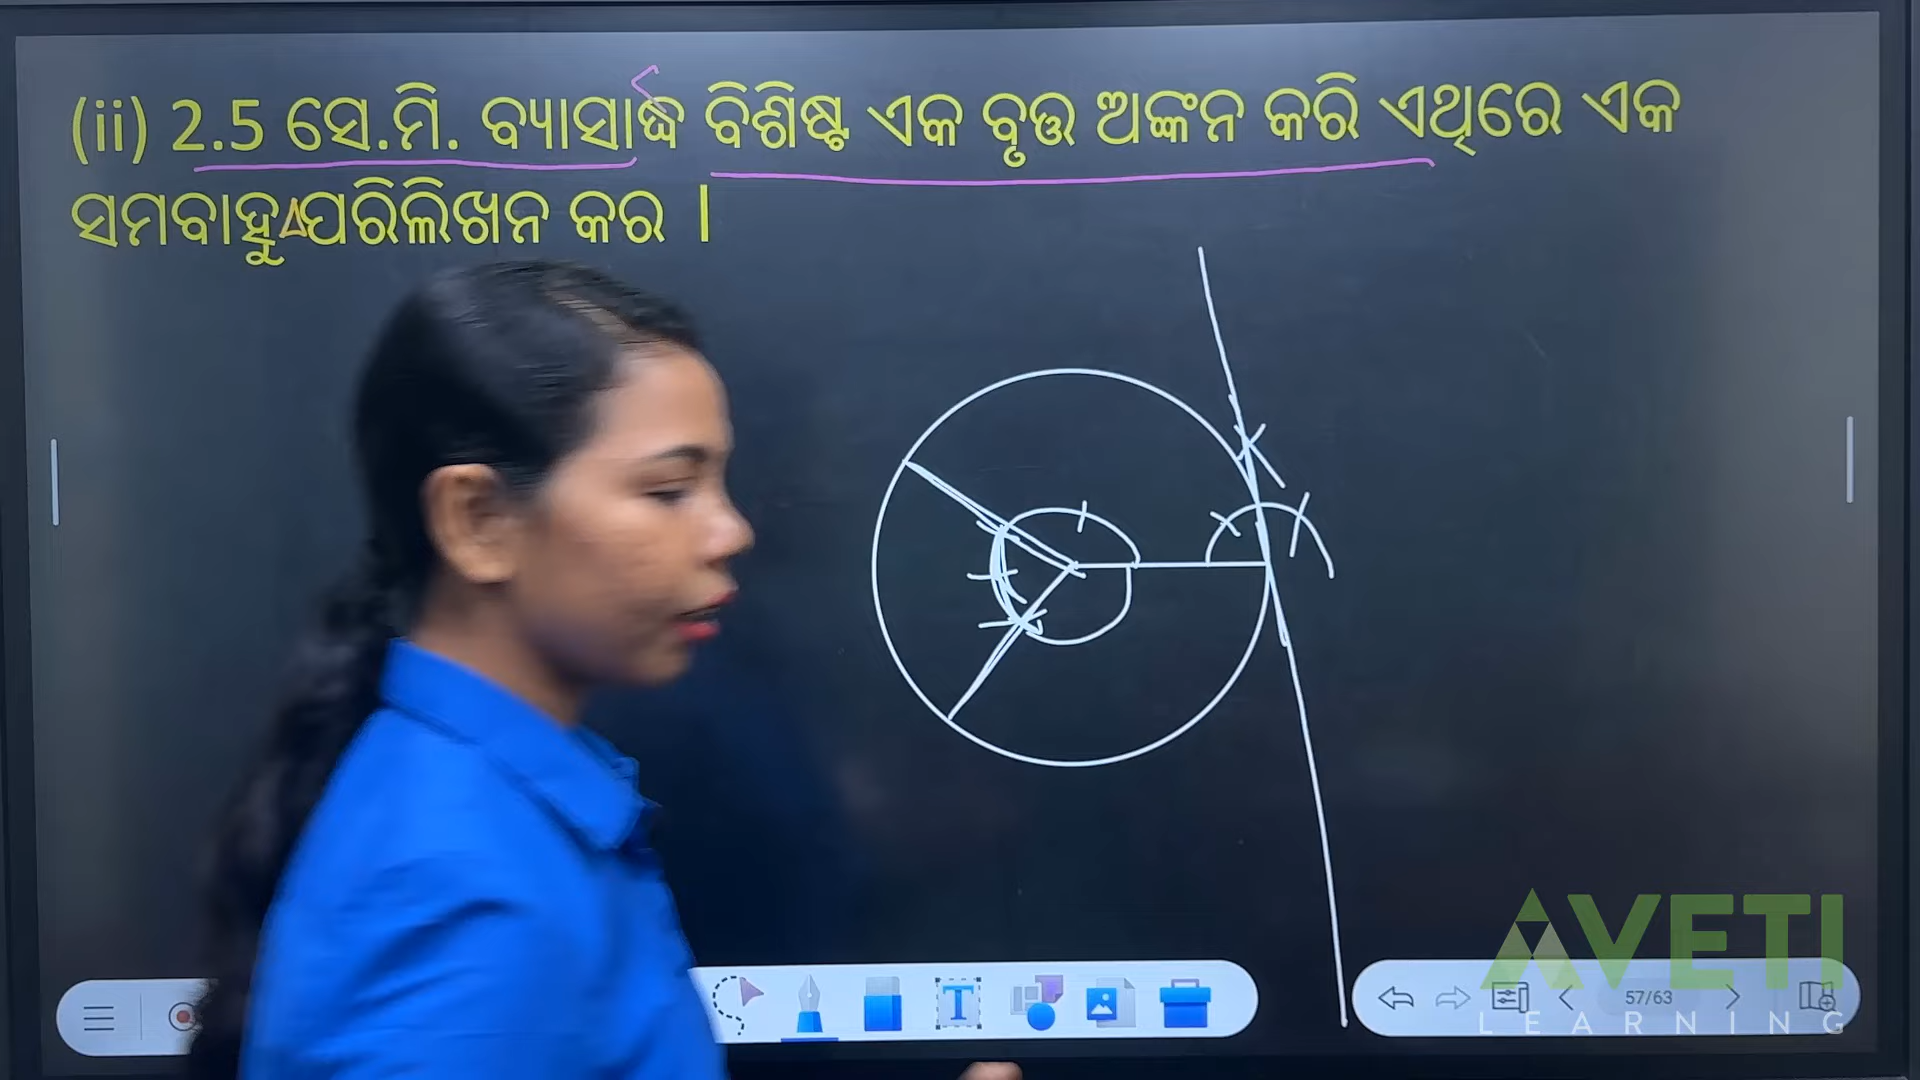 (ii) 2.5 ସେ.ମି. ବ୍ୟାସାର୍ଦ୍ଧ ବିଶିଷ୍ଟ ଏକ ବୃତ୍ତ ଅଙ୍କନ କରି ଏଥିରେ ଏକ
ସମବାହୁ Δ ପରିଲିଖନ କର ।
AVETI
LEARNING
57/63
T